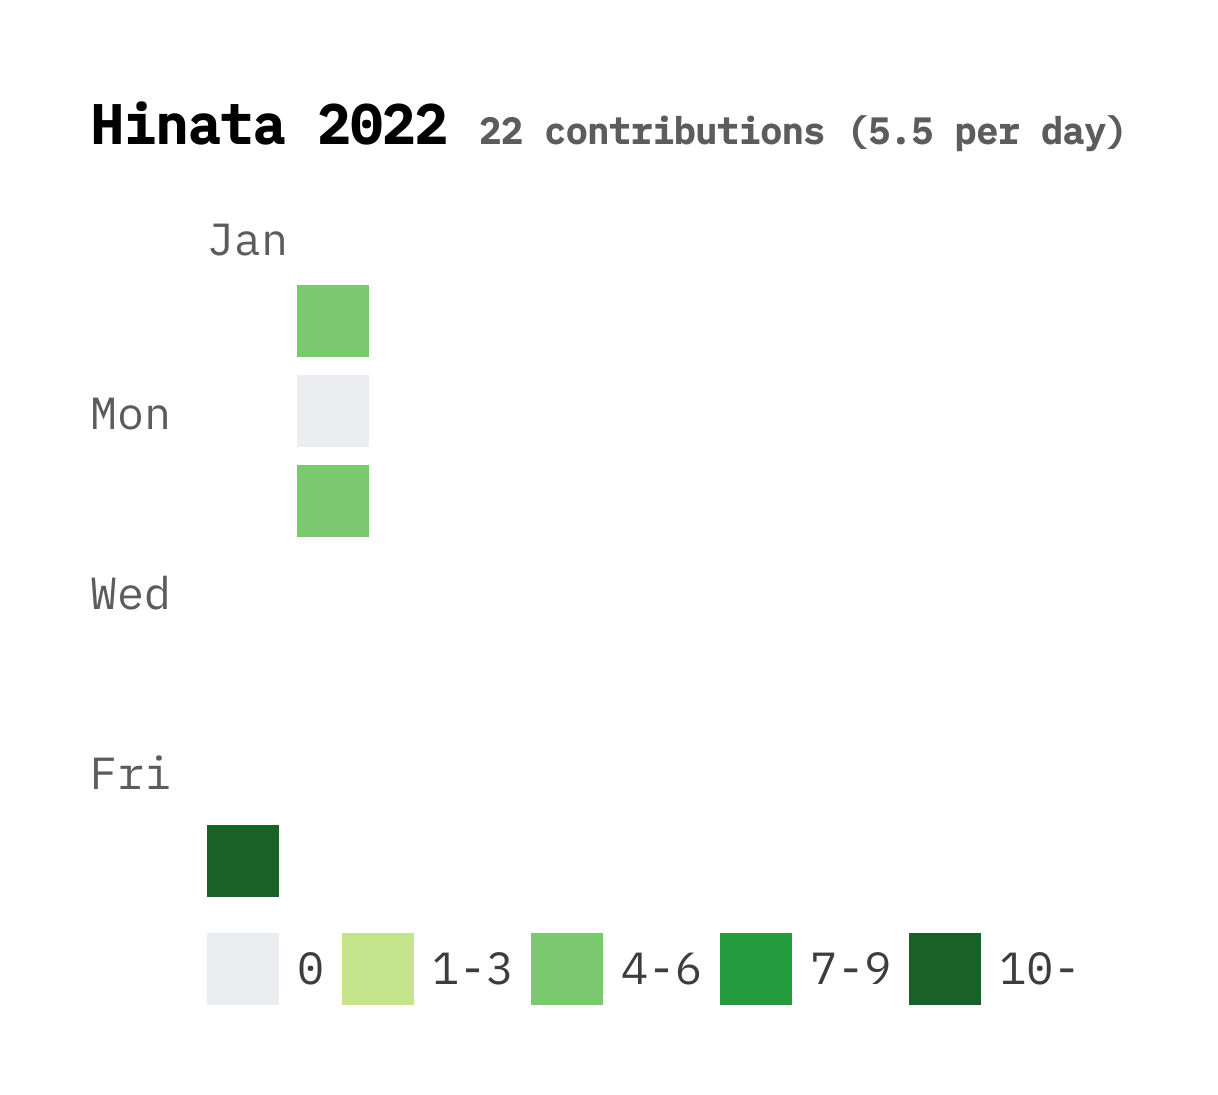 Hinata 2022 22 contributions (5.5 per day)
Jan
Mon
Wed
Fri
0 1-3 4-6 7-9 10-